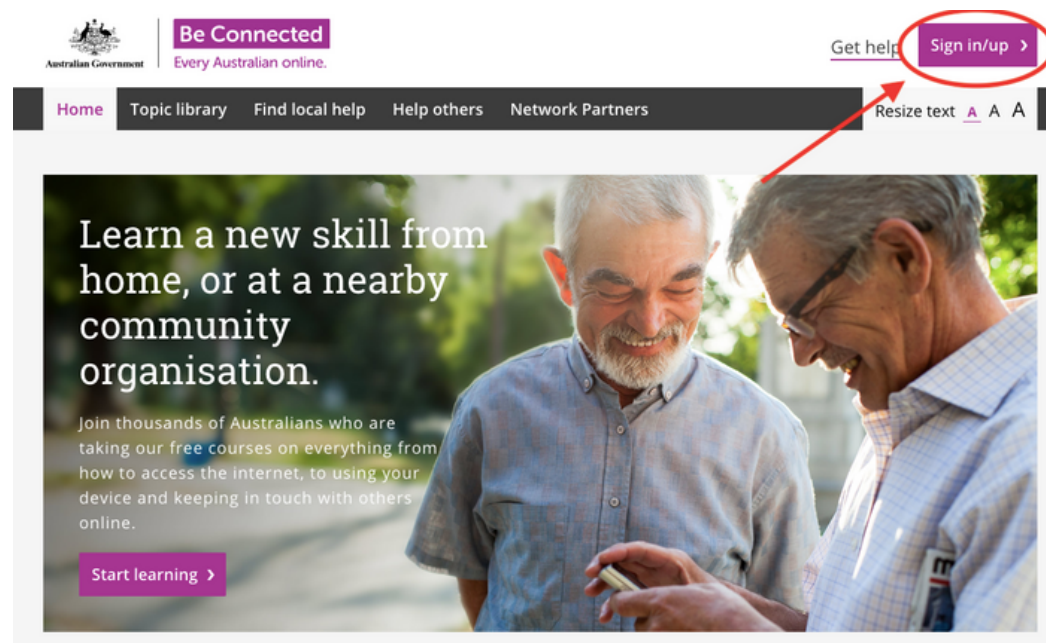 Be Connected
Australian Government
Every Australian online.
Get help
Sign in/up
Home Topic library Find local help Help others Network Partners
Resize text A A A
Learn a new skill from
home, or at a nearby
community
organisation.
Join thousands of Australians who are
taking our free courses on everything from
how to access the internet, to using your
device and keeping in touch with others
online.
Start learning